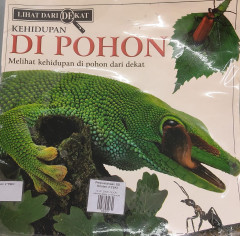 LIHAT DARI DEKAT
KEHIDUPAN
DI POHON
Melihat kehidupan di pohon dari dekat